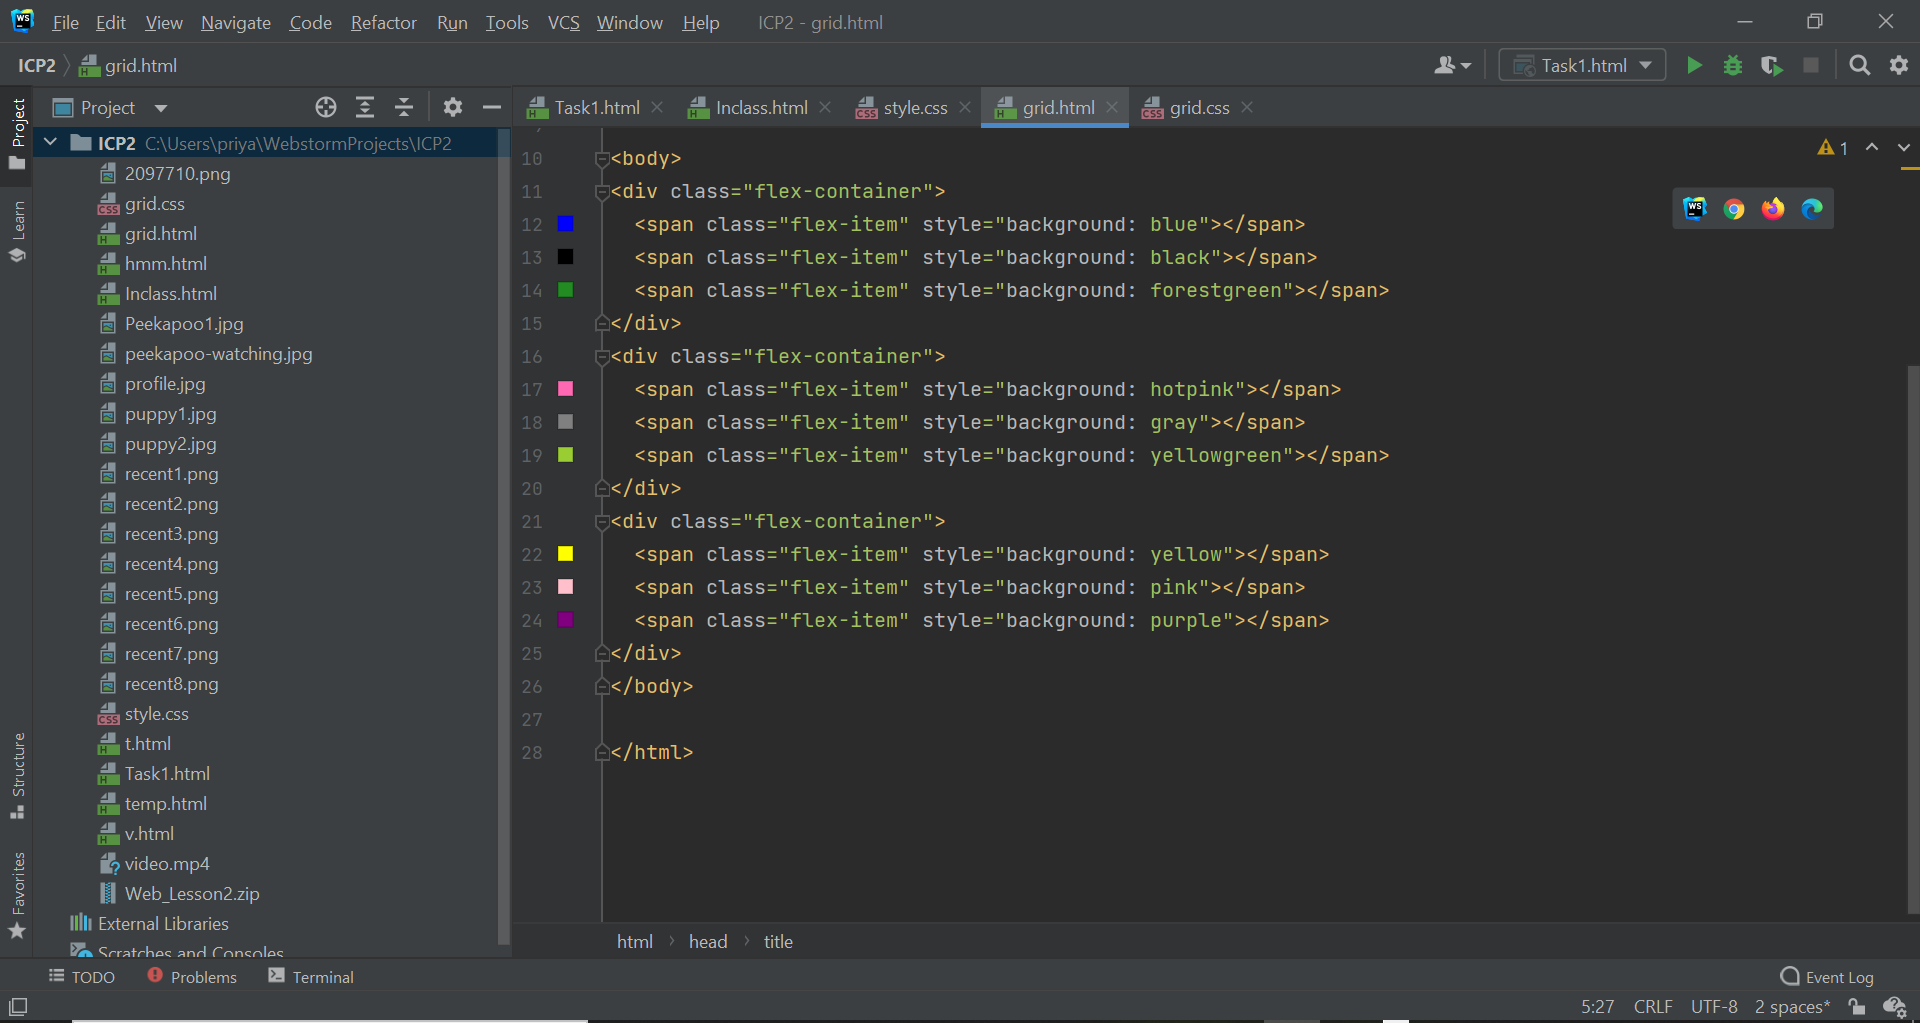 File Edit View Navigate Code Refactor Run Tools VCS Window Help ICP2 - grid.html
ICP2 grid.html
Task1.html
Project
Task1.html Inclass.html style.css grid.html grid.css
Project
Learn
Structure
Favorites
ICP2 C:\Users\priya\WebstormProjects\ICP2
2097710.png
grid.css
grid.html
hmm.html
Inclass.html
Peekapoo1.jpg
peekapoo-watching.jpg
profile.jpg
puppy1.jpg
puppy2.jpg
recent1.png
recent2.png
recent3.png
recent4.png
recent5.png
recent6.png
recent7.png
recent8.png
style.css
t.html
Task1.html
temp.html
v.html
video.mp4
Web_Lesson2.zip
External Libraries
Scratches and Consoles
1
10 <body>
11 <div class="flex-container">
12 <span class="flex-item" style="background: blue"></span>
13 <span class="flex-item" style="background: black"></span>
14 <span class="flex-item" style="background: forestgreen"></span>
15 </div>
16 <div class="flex-container">
17 <span class="flex-item" style="background: hotpink"></span>
18 <span class="flex-item" style="background: gray"></span>
19 <span class="flex-item" style="background: yellowgreen"></span>
20 </div>
21 <div class="flex-container">
22 <span class="flex-item" style="background: yellow"></span>
23 <span class="flex-item" style="background: pink"></span>
24 <span class="flex-item" style="background: purple"></span>
25 </div>
26 </body>
27
28 </html>
html head title
TODO Problems Terminal Event Log
5:27 CRLF UTF-8 2 spaces*